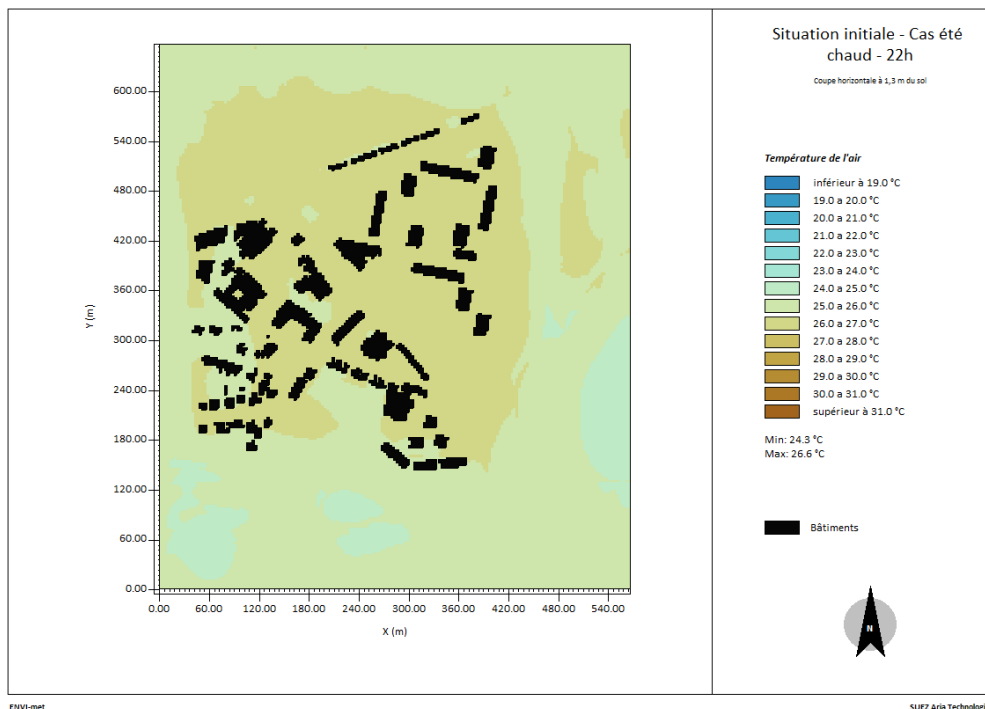 Situation initiale - Cas été
chaud - 22h
Coupe horizontale à 1,3 m du sol
Température de l'air
inférieur à 19.0 °C
19.0 a 20.0 °C
20.0 a 21.0 °C
21.0 a 22.0 °C
22.0 a 23.0 °C
23.0 a 24.0 °C
24.0 a 25.0 °C
25.0 a 26.0 °C
26.0 a 27.0 °C
27.0 a 28.0 °C
28.0 a 29.0 °C
29.0 a 30.0 °C
30.0 a 31.0 °C
supérieur à 31.0 °C
Min: 24.3 °C
Max: 26.6 °C
Bâtiments
N
600.00
540.00
480.00
420.00
360.00
300.00
240.00
180.00
120.00
60.00
0.00
Y (m)
0.00 60.00 120.00 180.00 240.00 300.00 360.00 420.00 480.00 540.00
X (m)
ENVI-met
SUEZ Aria Technologi